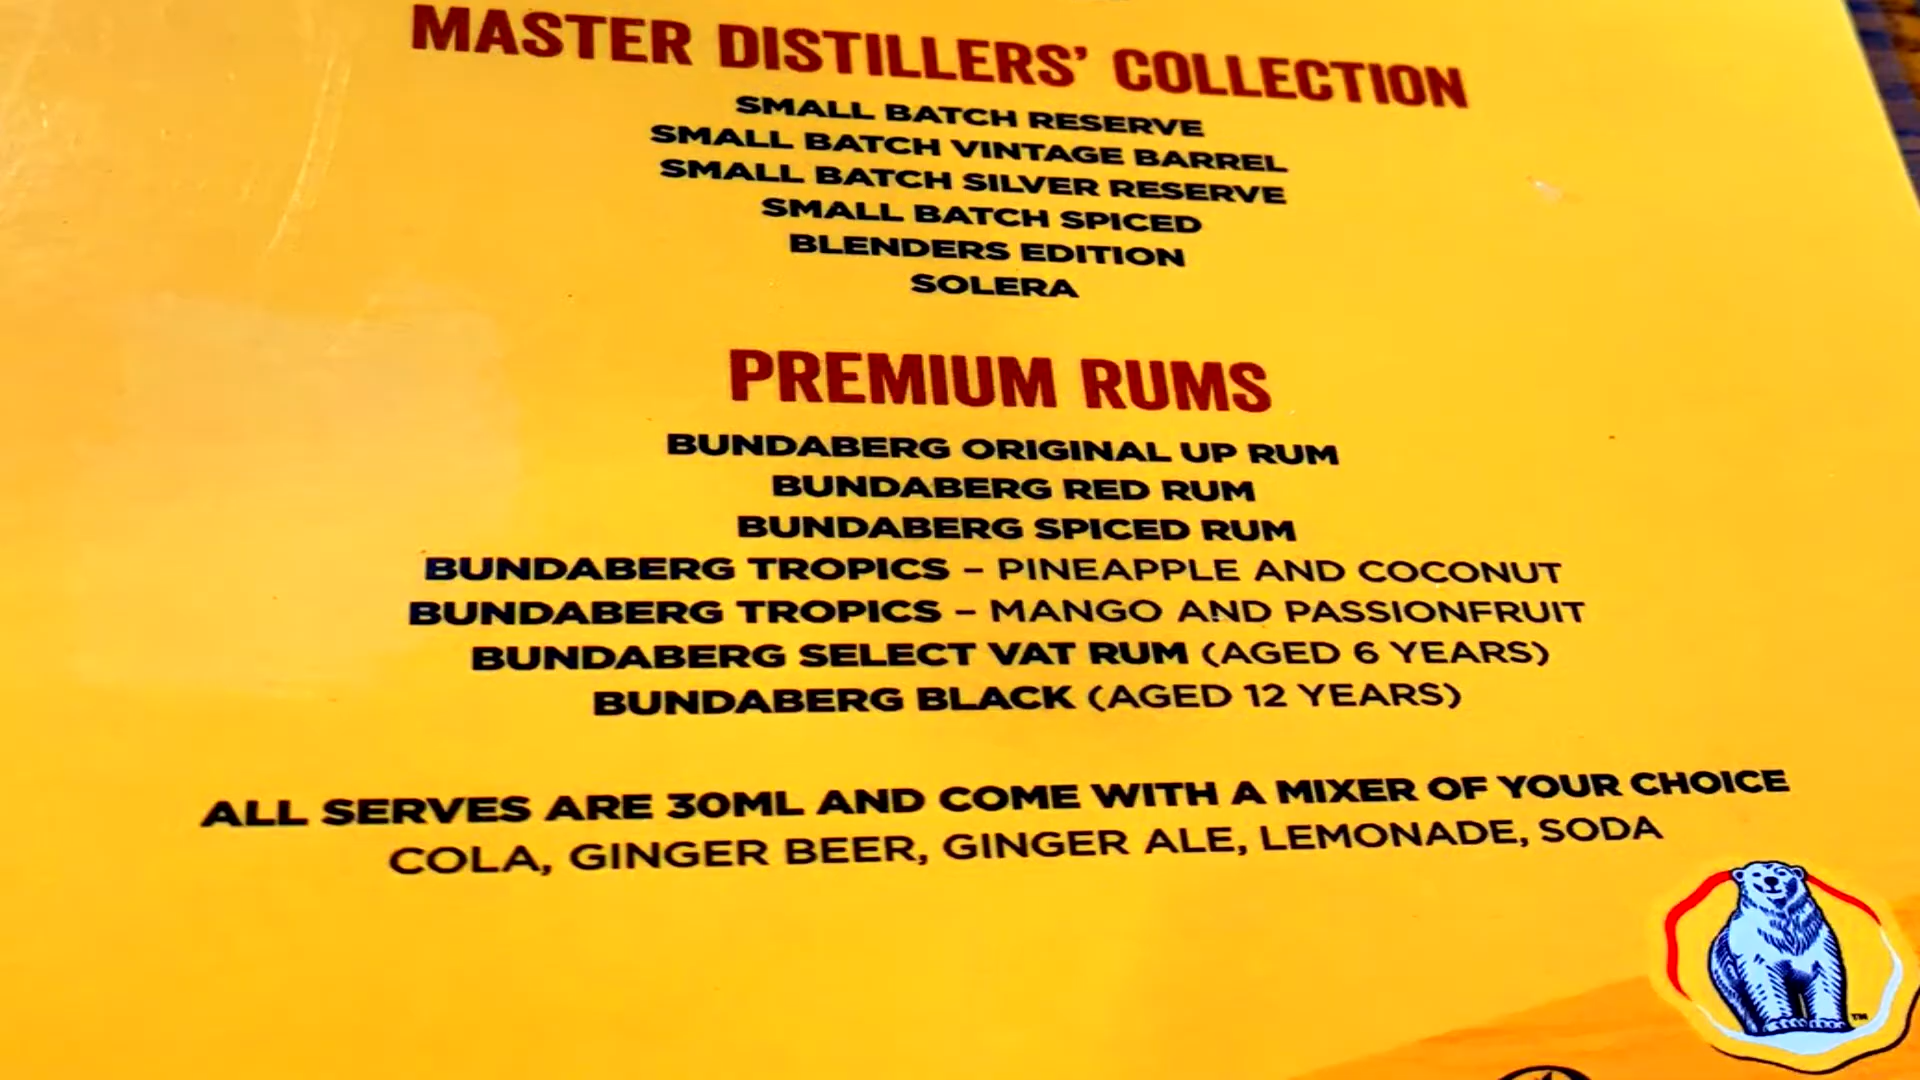 MASTER DISTILLERS' COLLECTION
SMALL BATCH RESERVE
SMALL BATCH VINTAGE BARREL
SMALL BATCH SILVER RESERVE
SMALL BATCH SPICED
BLENDERS EDITION
SOLERA
PREMIUM RUMS
BUNDABERG ORIGINAL UP RUM
BUNDABERG RED RUM
BUNDABERG SPICED RUM
BUNDABERG TROPICS – PINEAPPLE AND COCONUT
BUNDABERG TROPICS – MANGO AND PASSIONFRUIT
BUNDABERG SELECT VAT RUM (AGED 6 YEARS)
BUNDABERG BLACK (AGED 12 YEARS)
ALL SERVES ARE 30ML AND COME WITH A MIXER OF YOUR CHOICE
COLA, GINGER BEER, GINGER ALE, LEMONADE, SODA
TM